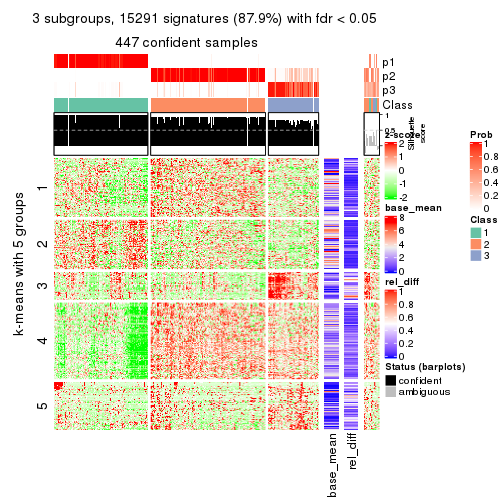 3 subgroups, 15291 signatures (87.9%) with fdr < 0.05
447 confident samples
p1
p2
p3
Class
1
0.5
0
Silhouette
score
k-means with 5 groups
1
2
3
4
5
base_mean
rel_diff
z-score
2
1
0
-1
-2
base_mean
8
6
4
2
0
rel_diff
1
0.8
0.6
0.4
0.2
0
Status (barplots)
confident
ambiguous
Prob
1
0.8
0.6
0.4
0.2
0
Class
1
2
3